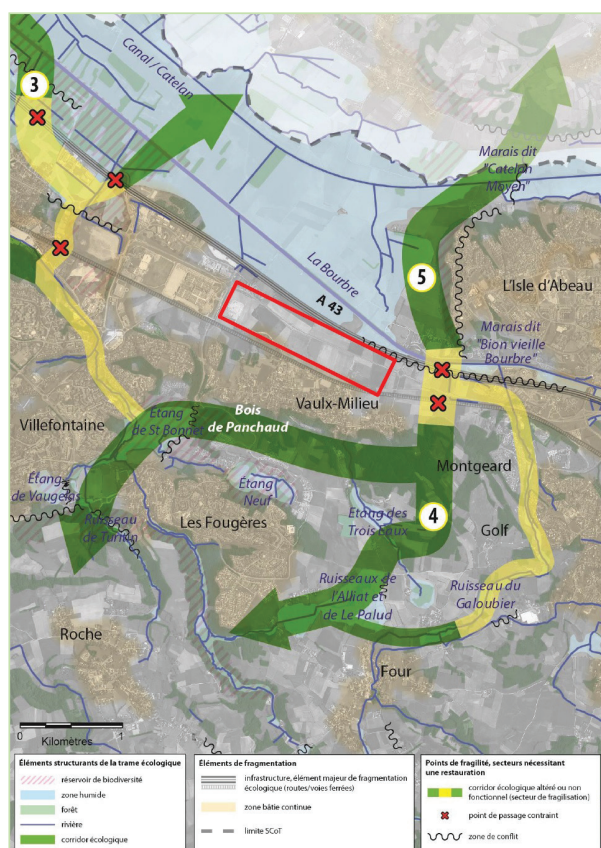 3
Canal / Catelan
Marais dit
"Catelan
Moyen"
La Bourbre
A 43
5
L'Isle d'Abeau
Marais dit
"Bion vieille
Bourbre"
Vaulx-Milieu
Bois
de Panchaud
Villefontaine
Étang
de St Bonnet
Étang
de Vaugelas
Étang
Neuf
Montgeard
Les Fougères
Étang des
Trois Eaux
4
Golf
Ruisseau
de Turitin
Ruisseaux de
l'Alliat et
de Le Palud
Ruisseau du
Galoubier
Roche
Four
0 1
Kilomètres
Éléments structurants de la trame écologique
réservoir de biodiversité
zone humide
forêt
rivière
corridor écologique
Éléments de fragmentation
infrastructure, élément majeur de fragmentation
écologique (routes/voies ferrées)
zone bâtie continue
limite SCoT
Points de fragilité, secteurs nécessitant
une restauration
corridor écologique altéré ou non
fonctionnel (secteur de fragilisation)
point de passage contraint
zone de conflit